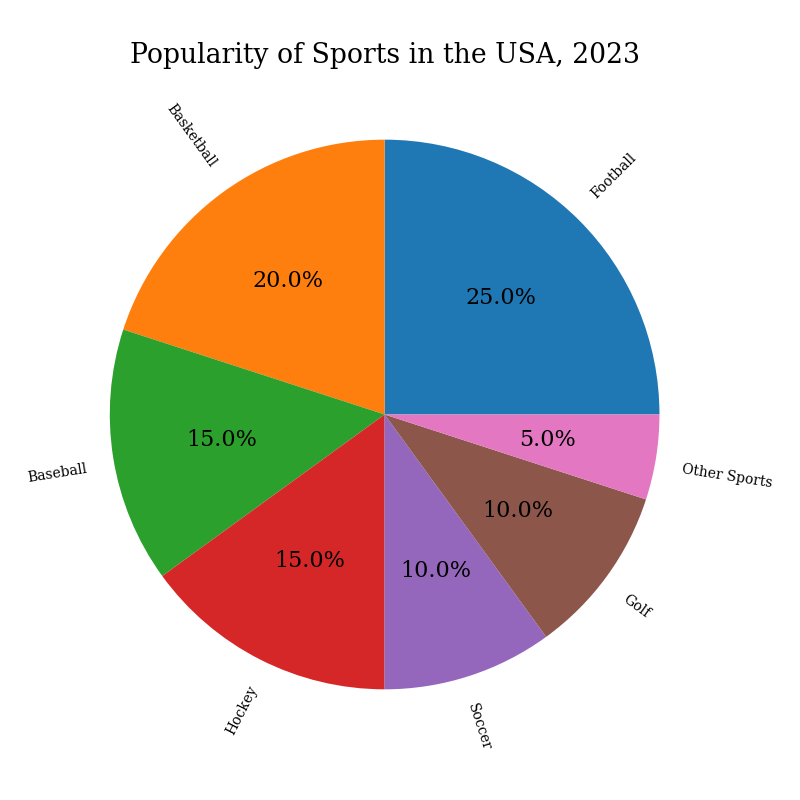 Popularity of Sports in the USA, 2023
Football
25.0%
Basketball
20.0%
Baseball
15.0%
Hockey
15.0%
Soccer
10.0%
Golf
10.0%
Other Sports
5.0%